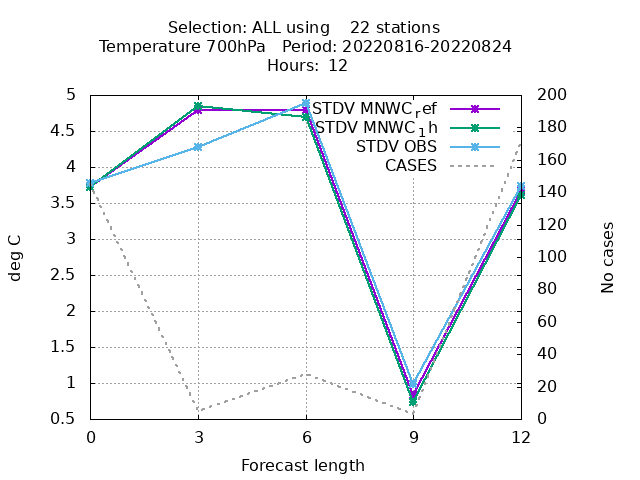 Selection: ALL using    22 stations
Temperature 700hPa   Period: 20220816-20220824
Hours:  12
STDV MNWCref
STDV MNWC1h
STDV OBS
CASES
5
4.5
4
3.5
3
2.5
2
1.5
1
0.5
deg C
200
180
160
140
120
100
80
60
40
20
0
No cases
0 3 6 9 12
Forecast length